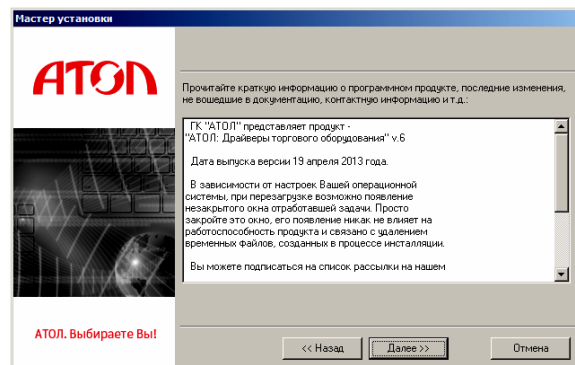 Мастер установки
АТОЛ
Прочитайте краткую информацию о программном продукте, последние изменения,
не вошедшие в документацию, контактную информацию и т.д.:
ГК "АТОЛ" представляет продукт -
"АТОЛ: Драйверы торгового оборудования" v.6
Дата выпуска версии 19 апреля 2013 года.
В зависимости от настроек Вашей операционной
системы, при перезагрузке возможно появление
незакрытого окна отработавшей задачи. Просто
закройте это окно, его появление никак не влияет на
работоспособность продукта и связано с удалением
временных файлов, созданных в процессе инсталляции.
Вы можете подписаться на список рассылки на нашем
АТОЛ. Выбираете Вы!
<< Назад
Далее >>
Отмена